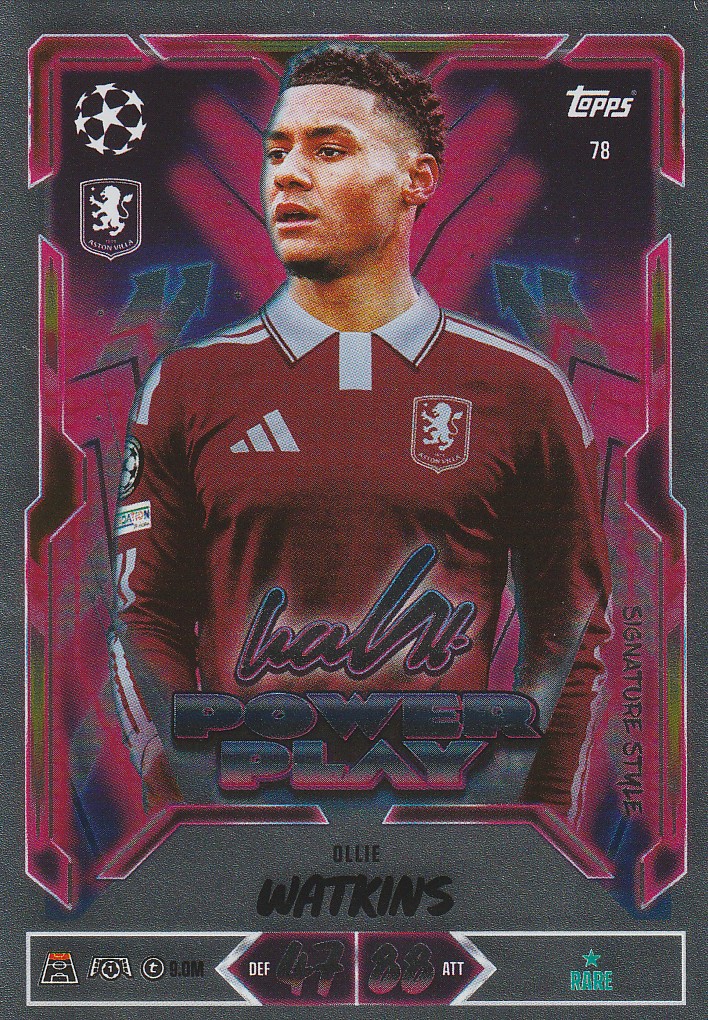 TOPPS
78
1874
ASTON VILLA
ASTON VILLA
SIGNATURE STYLE
POWER
PLAY
OLLIE
WATKINS
9.0M
DEF 47
88 ATT
RARE